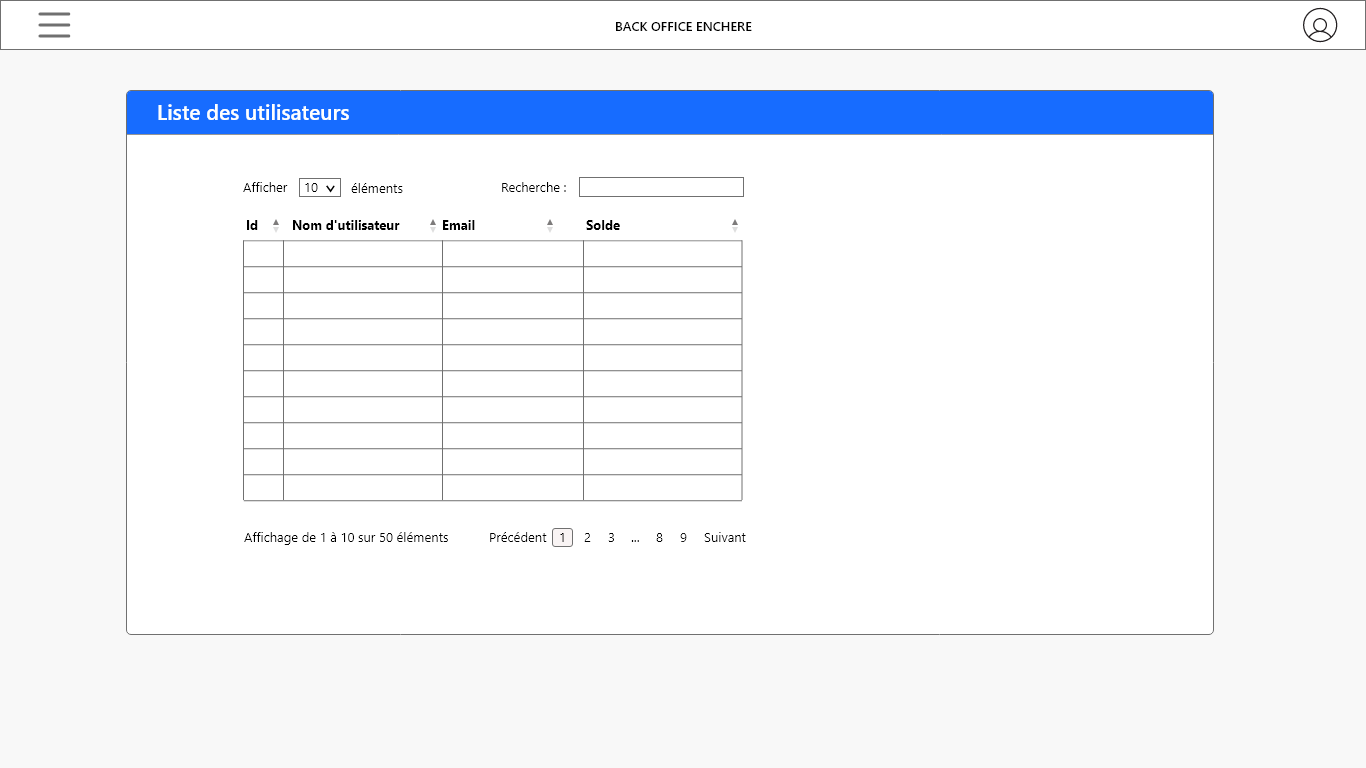 BACK OFFICE ENCHERE
Liste des utilisateurs
Afficher 10 éléments Recherche :
Id Nom d'utilisateur Email Solde
Affichage de 1 à 10 sur 50 éléments Précédent 1 2 3 ... 8 9 Suivant